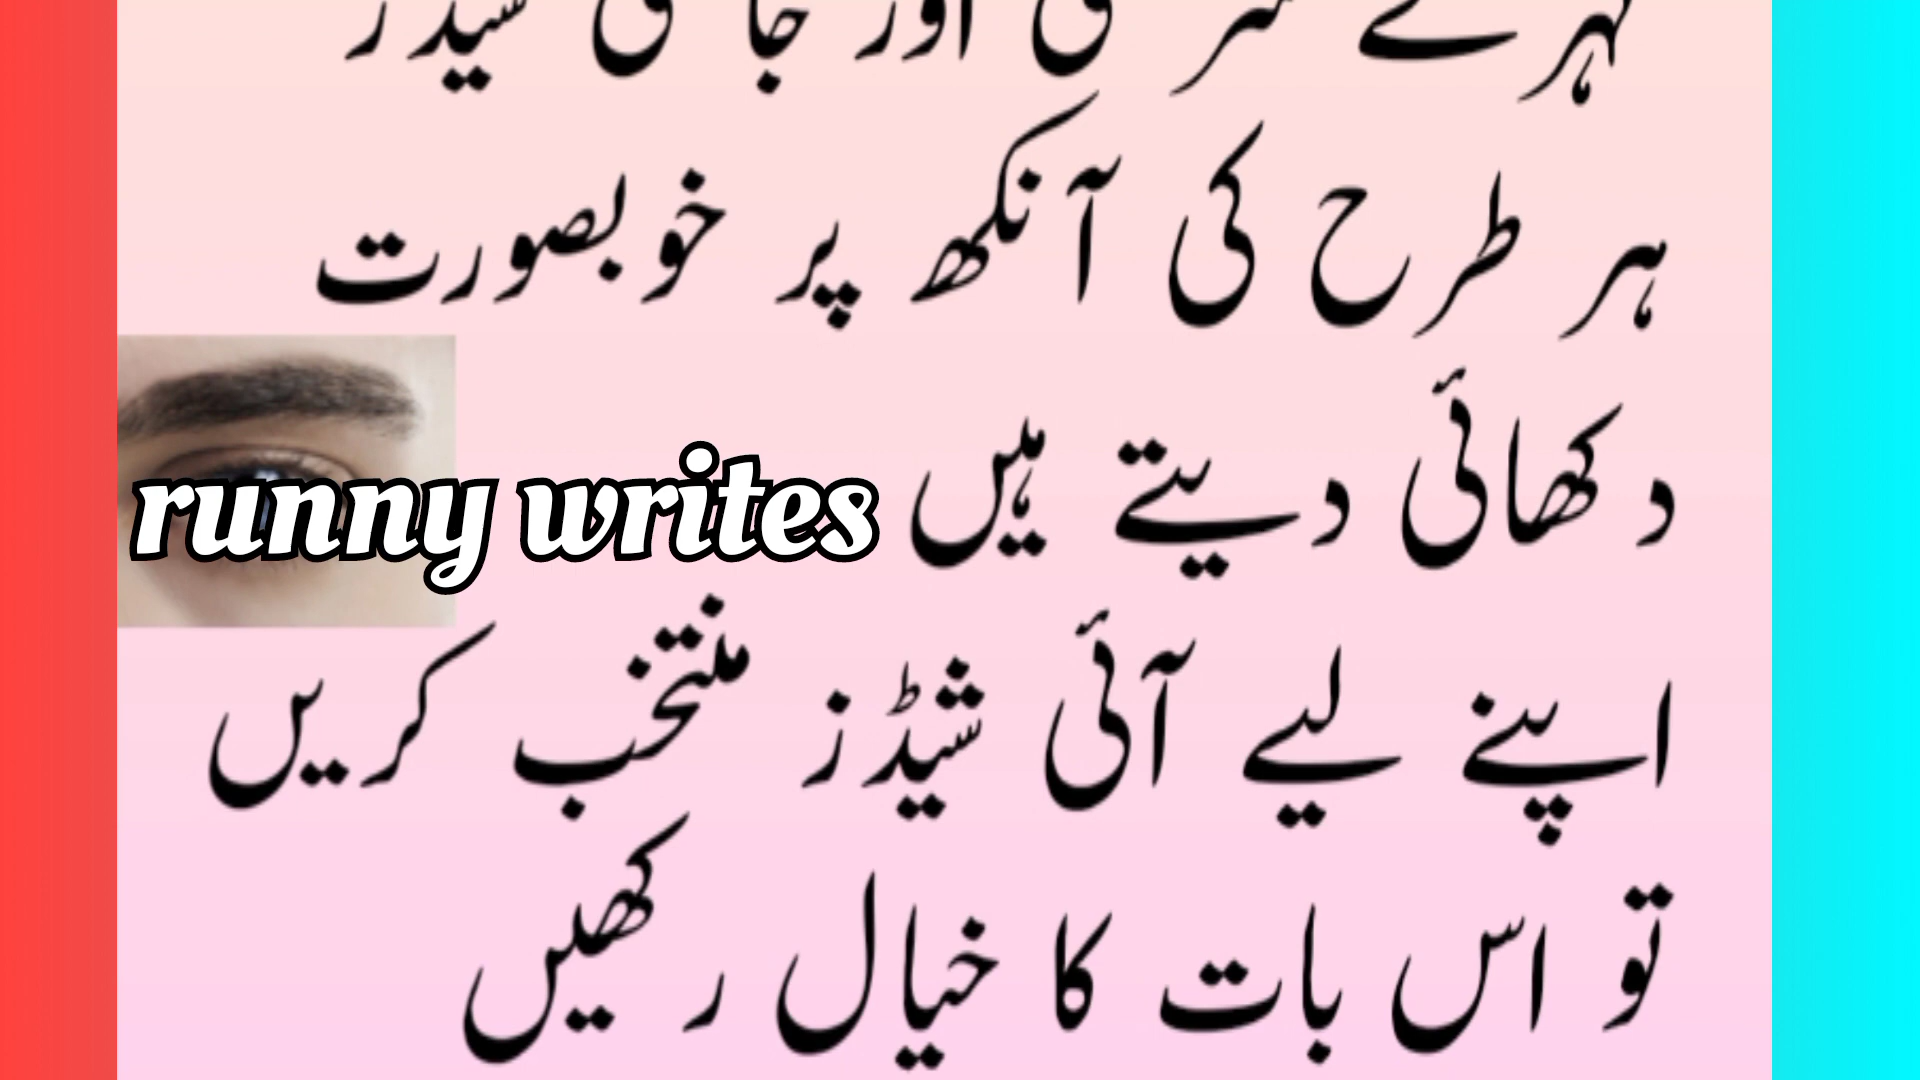 اور
ہر طرح کی آنکھ پر خوبصورت
دکھائی دیتے ہیں
runny writes
اپنے لیے آئی شیڈز منتخب کریں
تو اس بات کا خیال رکھیں